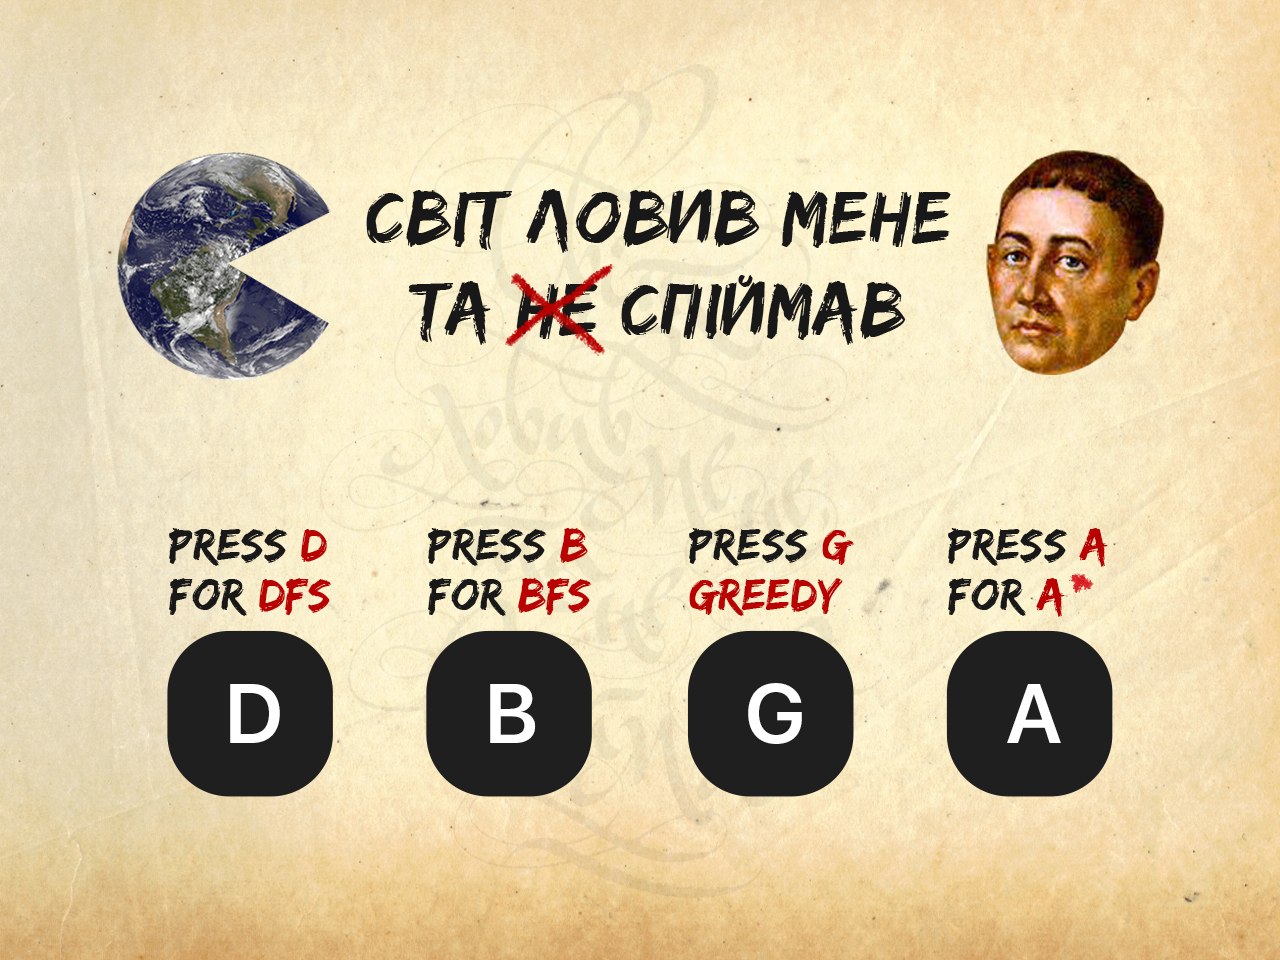 СВІТ ЛОВИВ МЕНЕ
ТА НЕ СПІЙМАВ
PRESS D
FOR DFS
PRESS B
FOR BFS
PRESS G
GREEDY
PRESS A
FOR A*
D
B
G
A